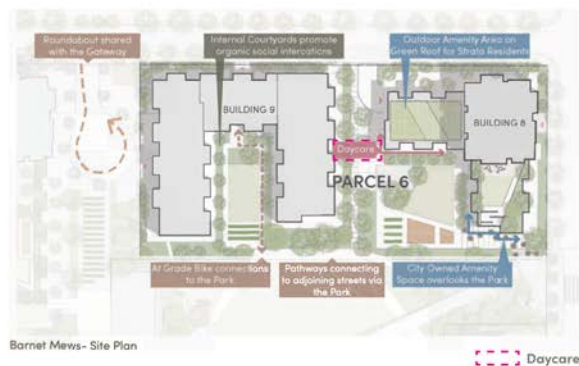 Roundabout shared
with the Gateway
Internal Courtyards promote
organic social intercations
Outdoor Amenity Area on
Green Roof for Strata Residents
BUILDING 9
BUILDING 8
Daycare
PARCEL 6
At Grade Bike connections
to the Park
Pathways connecting
to adjoining streets via
the Park
City Owned Amenity
Space overlooks the Park
Barnet Mews- Site Plan
Daycare